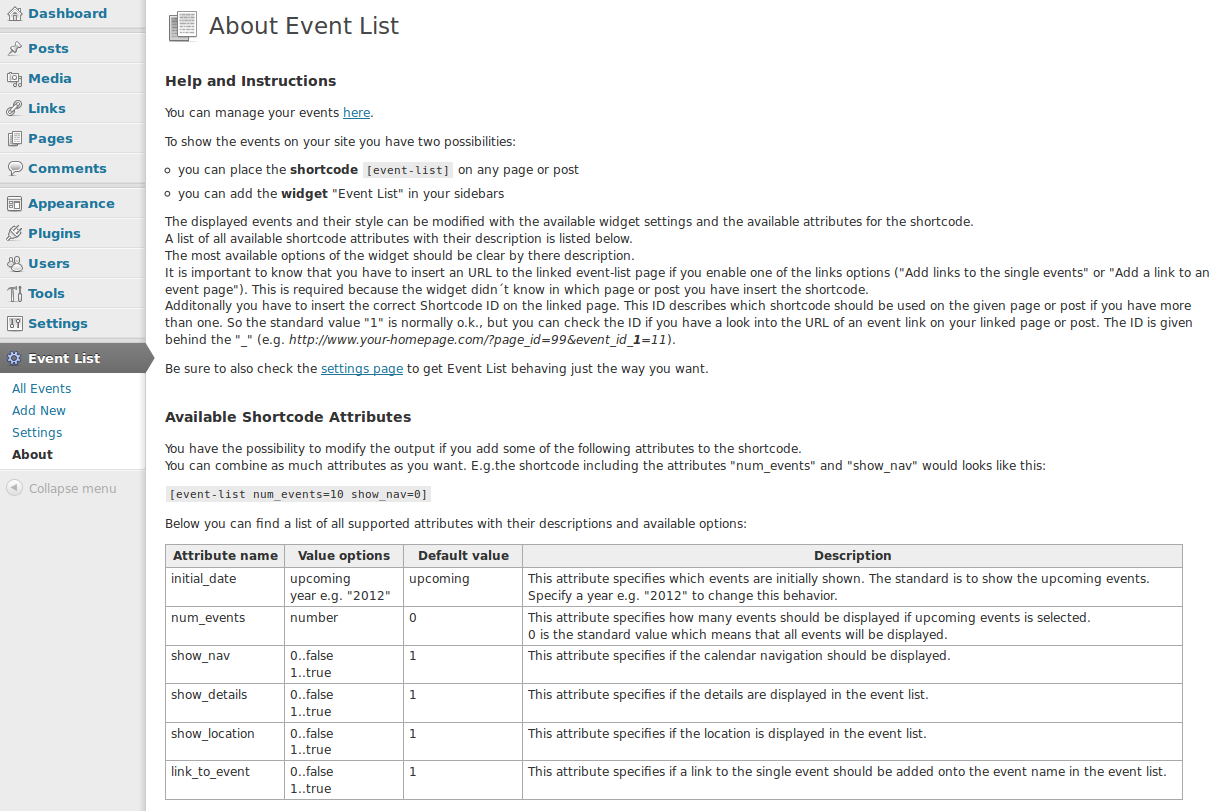 Dashboard
Posts
Media
Links
Pages
Comments
Appearance
Plugins
Users
Tools
Settings
Event List
All Events
Add New
Settings
About
Collapse menu
About Event List
Help and Instructions
You can manage your events here.
To show the events on your site you have two possibilities:
you can place the shortcode [event-list] on any page or post
you can add the widget "Event List" in your sidebars
The displayed events and their style can be modified with the available widget settings and the available attributes for the shortcode.
A list of all available shortcode attributes with their description is listed below.
The most available options of the widget should be clear by there description.
It is important to know that you have to insert an URL to the linked event-list page if you enable one of the links options ("Add links to the single events" or "Add a link to an
event page"). This is required because the widget didn´t know in which page or post you have insert the shortcode.
Additonally you have to insert the correct Shortcode ID on the linked page. This ID describes which shortcode should be used on the given page or post if you have more
than one. So the standard value "1" is normally o.k., but you can check the ID if you have a look into the URL of an event link on your linked page or post. The ID is given
behind the "_" (e.g. http://www.your-homepage.com/?page_id=99&event_id_1=11).
Be sure to also check the settings page to get Event List behaving just the way you want.
Available Shortcode Attributes
You have the possibility to modify the output if you add some of the following attributes to the shortcode.
You can combine as much attributes as you want. E.g.the shortcode including the attributes "num_events" and "show_nav" would looks like this:
[event-list num_events=10 show_nav=0]
Below you can find a list of all supported attributes with their descriptions and available options:
Attribute name Value options Default value Description
initial_date upcoming upcoming This attribute specifies which events are initially shown. The standard is to show the upcoming events.
year e.g. "2012" Specify a year e.g. "2012" to change this behavior.
num_events number 0 This attribute specifies how many events should be displayed if upcoming events is selected.
0 is the standard value which means that all events will be displayed.
show_nav 0..false 1 This attribute specifies if the calendar navigation should be displayed.
1..true
show_details 0..false 1 This attribute specifies if the details are displayed in the event list.
1..true
show_location 0..false 1 This attribute specifies if the location is displayed in the event list.
1..true
link_to_event 0..false 1 This attribute specifies if a link to the single event should be added onto the event name in the event list.
1..true